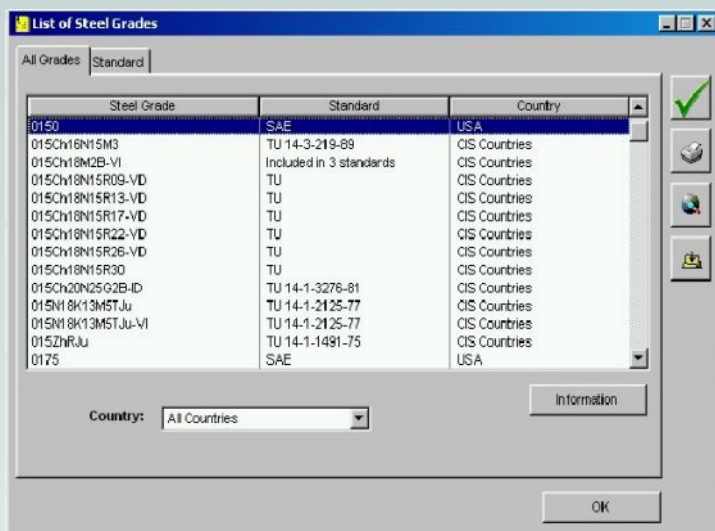 List of Steel Grades
All Grades Standard
Steel Grade Standard Country
0150 SAE USA
015Ch16N15M3 TU 14-3-219-89 CIS Countries
015Ch18M2B-VI Included in 3 standards CIS Countries
015Ch18N15R09-VD TU CIS Countries
015Ch18N15R13-VD TU CIS Countries
015Ch18N15R17-VD TU CIS Countries
015Ch18N15R22-VD TU CIS Countries
015Ch18N15R26-VD TU CIS Countries
015Ch18N15R30 TU CIS Countries
015Ch20N25G2B-ID TU 14-1-3276-81 CIS Countries
015N18K13M5TJu TU 14-1-2125-77 CIS Countries
015N18K13M5TJu-VI TU 14-1-2125-77 CIS Countries
015ZhRJu TU 14-1-1491-75 CIS Countries
0175 SAE USA
Information
Country: All Countries
OK